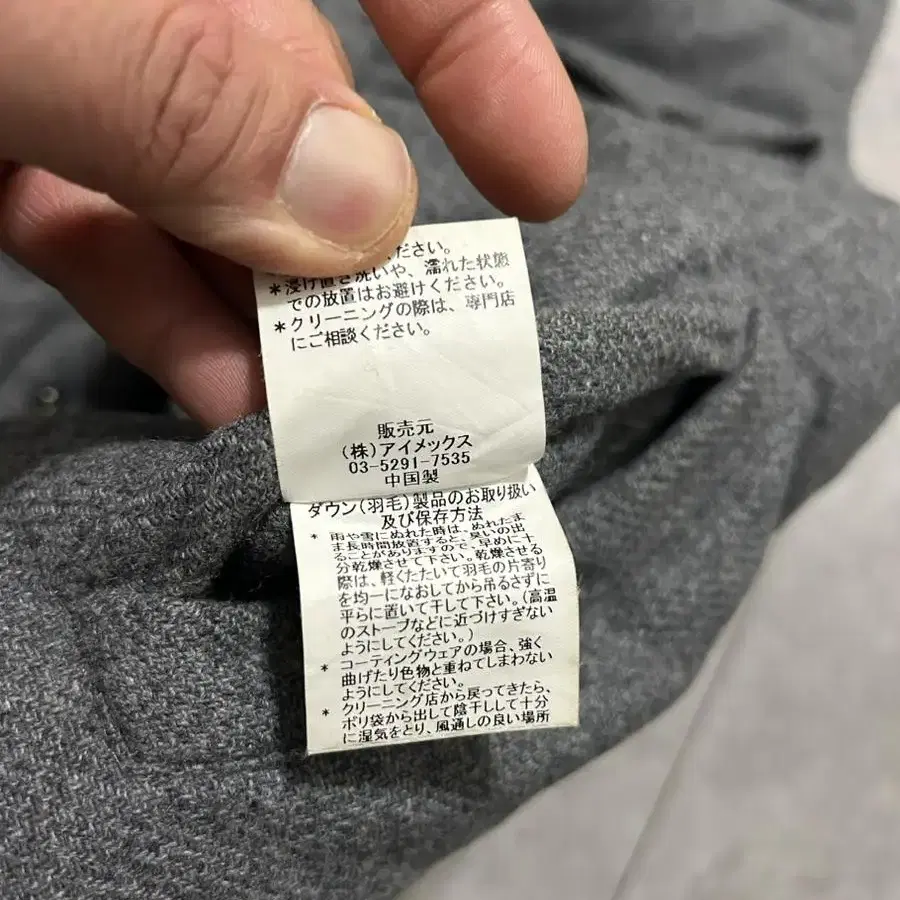 ください。
*浸け置き洗いや、濡れた状態
での放置はお避けください。
*クリーニングの際は、専門店
にご相談ください。
販売元
(株)アイメックス
03-5291-7535
中国製
ダウン(羽毛)製品のお取り扱い
及び保存方法
* 雨や雪にぬれた時は、ぬれたま
ま長時間放置すると、臭いの出
ることがありますので、早めに十
分乾燥させて下さい。乾燥させる
際は、軽くたたいて羽毛の片寄り
を均一になおしてから吊るさずに
平らに置いて干して下さい。(高温
のストーブなどに近づけすぎない
ようにしてください。)
* コーティングウェアの場合、強く
曲げたり色物と重ねてしまわない
ようにしてください。
* クリーニング店から戻ってきたら、
ポリ袋から出して陰干しして十分
に湿気をとり、風通しの良い場所